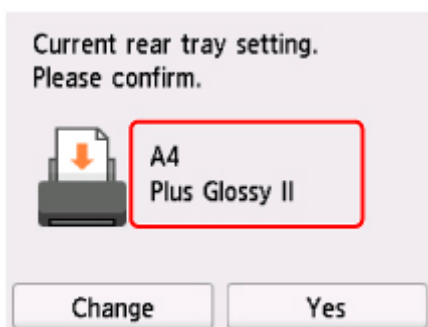 Current rear tray setting.
Please confirm.
A4
Plus Glossy II
Change
Yes